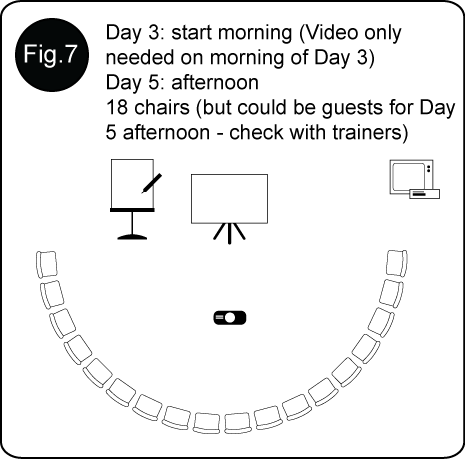 Fig.7
Day 3: start morning (Video only
needed on morning of Day 3)
Day 5: afternoon
18 chairs (but could be guests for Day
5 afternoon - check with trainers)